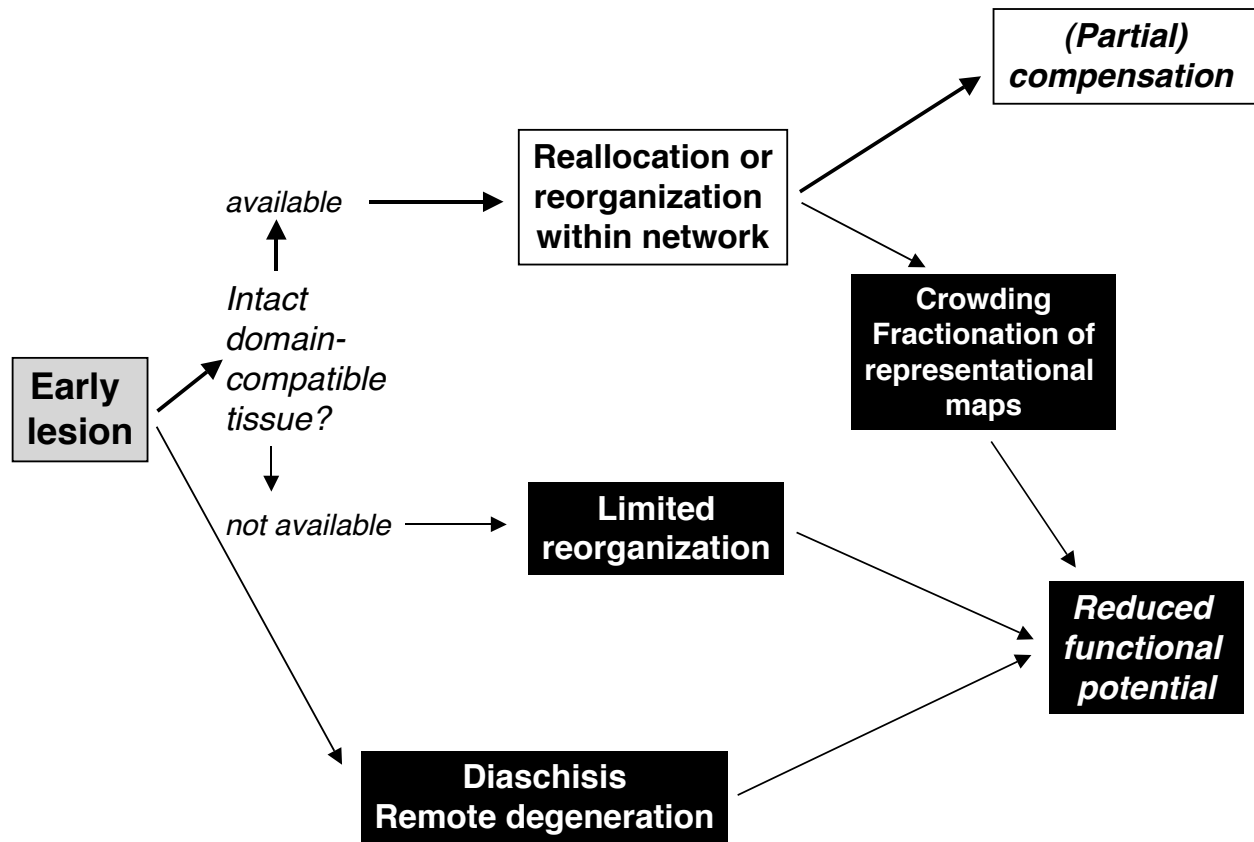 (Partial)
compensation
Reallocation or
reorganization
within network
available
Intact
domain-
compatible
tissue?
Early
lesion
Crowding
Fractionation of
representational
maps
not available
Limited
reorganization
Reduced
functional
potential
Diaschisis
Remote degeneration